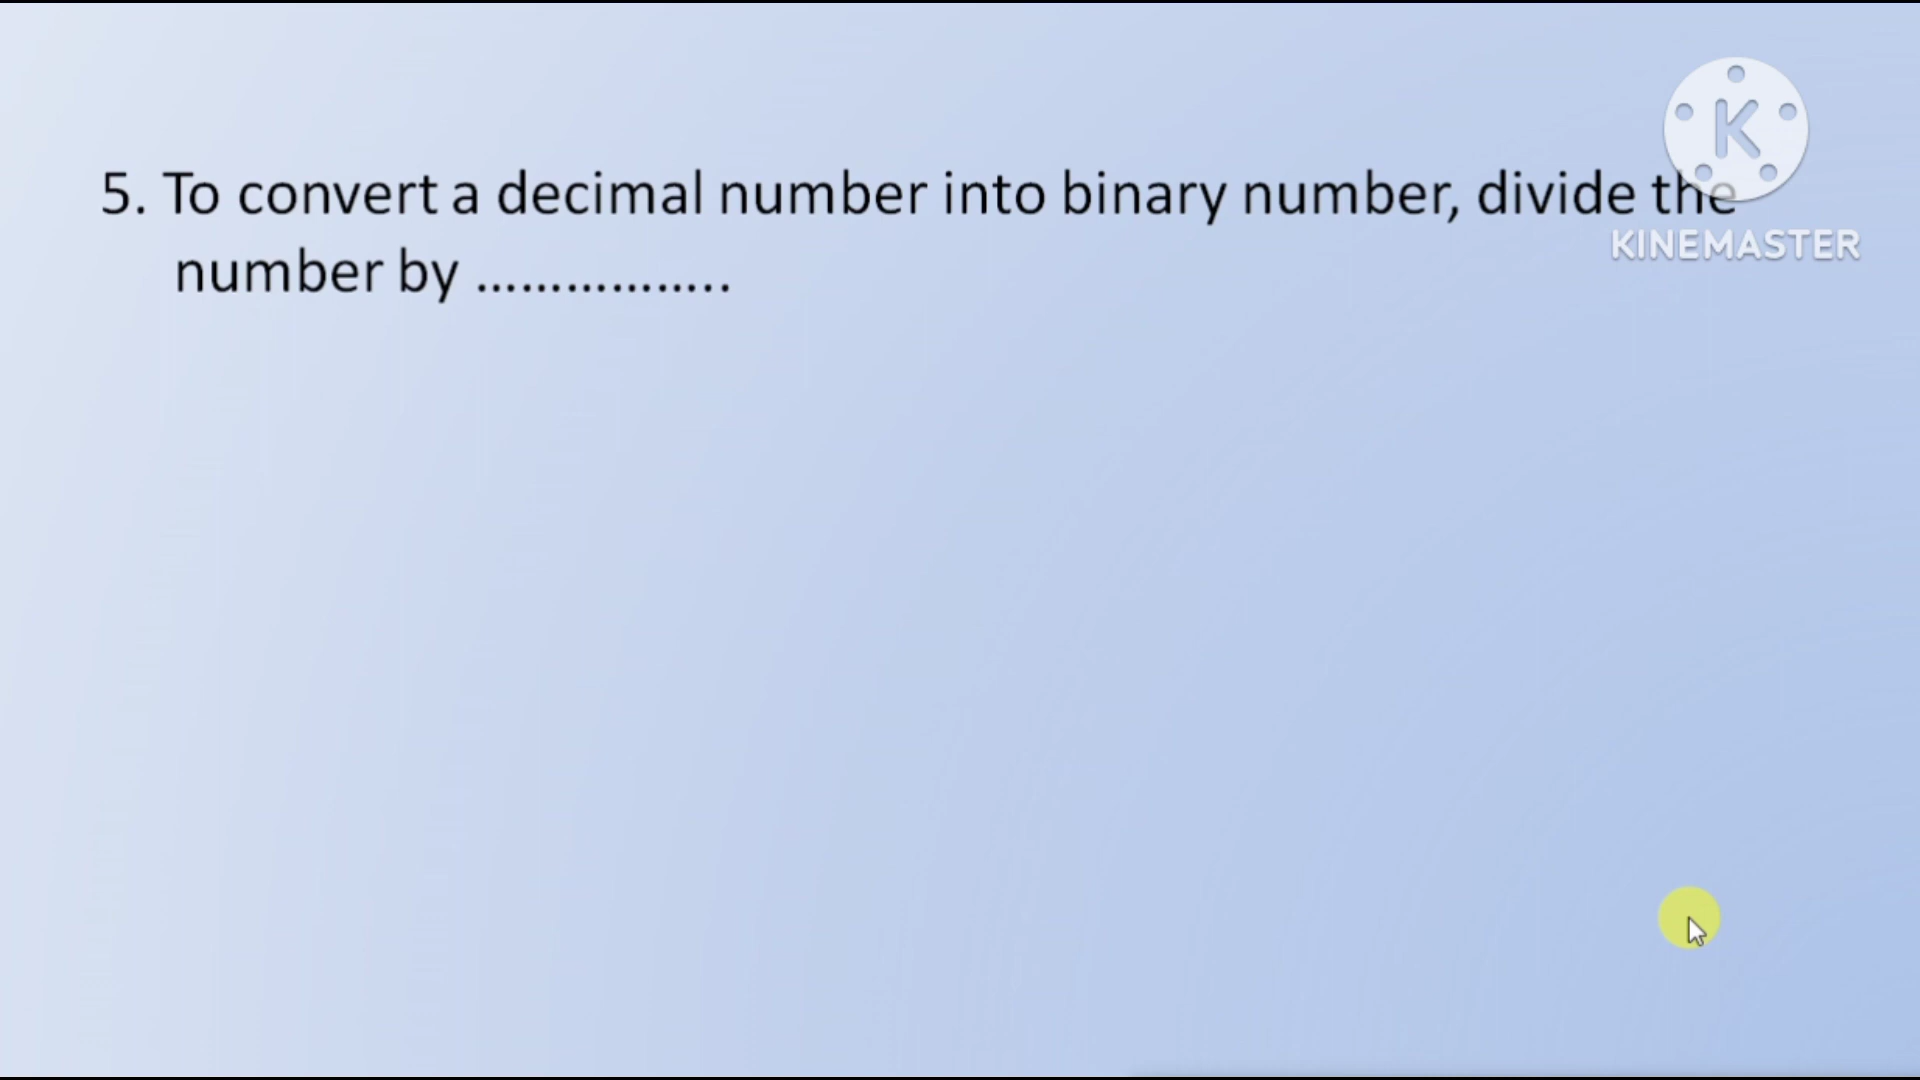 5. To convert a decimal number into binary number, divide the
number by ……………..
K
KINEMASTER